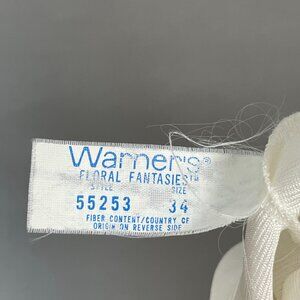 Warner's®
FLORAL FANTASIES™
STYLE SIZE
55253 34
FIBER CONTENT/COUNTRY OF
ORIGIN ON REVERSE SIDE